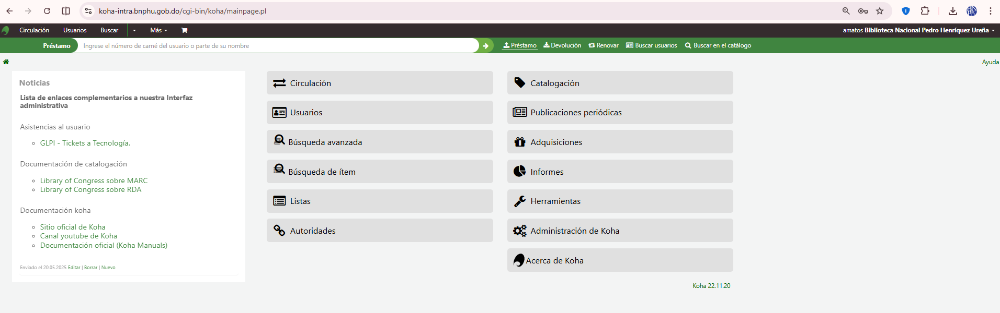 koha-intra.bnphu.gob.do/cgi-bin/koha/mainpage.pl
Circulación Usuarios Buscar Más amatos Biblioteca Nacional Pedro Henríquez Ureña
Préstamo Ingrese el número de carné del usuario o parte de su nombre Préstamo Devolución Renovar Buscar usuarios Buscar en el catálogo
Ayuda
Noticias
Lista de enlaces complementarios a nuestra Interfaz
administrativa
Asistencias al usuario
GLPI - Tickets a Tecnología.
Documentación de catalogación
Library of Congress sobre MARC
Library of Congress sobre RDA
Documentación koha
Sitio oficial de Koha
Canal youtube de Koha
Documentación oficial (Koha Manuals)
Enviado el 20.05.2025 Editar | Borrar | Nuevo
Circulación
Usuarios
Búsqueda avanzada
Búsqueda de ítem
Listas
Autoridades
Catalogación
Publicaciones periódicas
Adquisiciones
Informes
Herramientas
Administración de Koha
Acerca de Koha
Koha 22.11.20